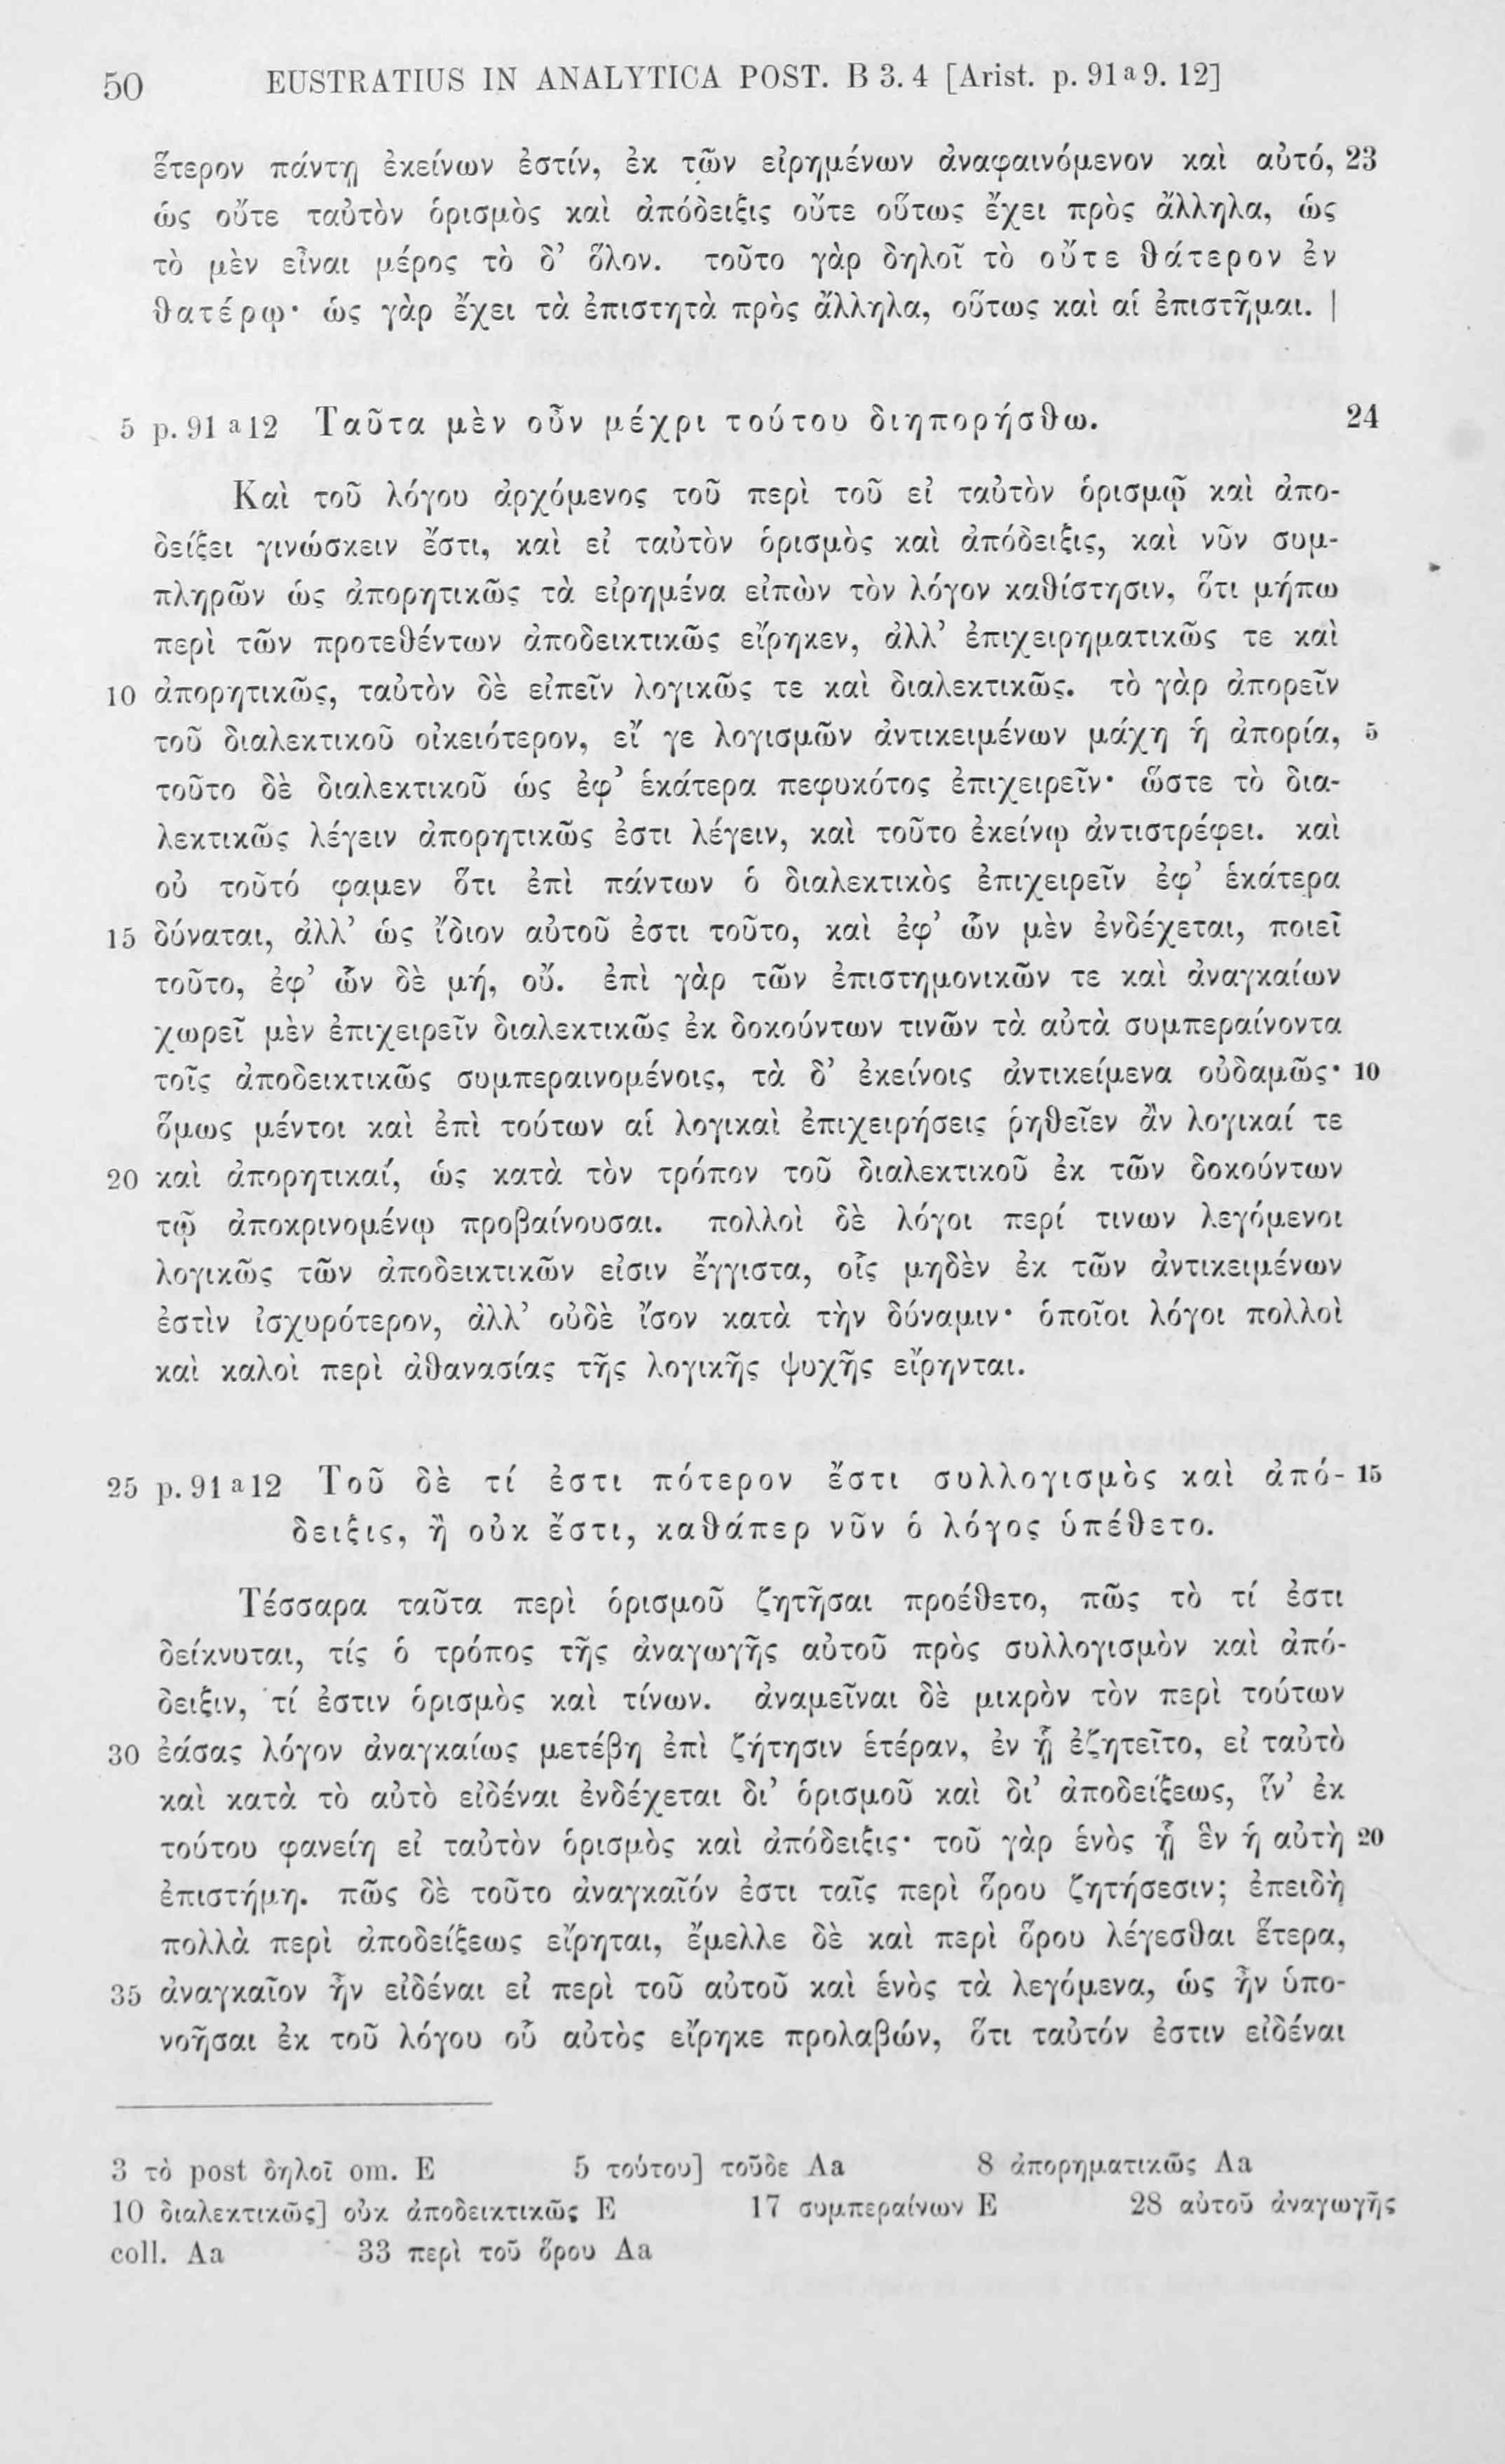 50 EUSTRATIUS IN ANALYTICA POST. B 3. 4 [Arist. p. 91 a 9. 12]
ἕτερον πάντῃ ἐκείνων ἐστίν, ἐκ τῶν εἰρημένων ἀναφαινόμενον καὶ αὐτό, 23
ὡς οὔτε ταὐτὸν ὁρισμὸς καὶ ἀπόδειξις οὔτε οὕτως ἔχει πρὸς ἄλληλα, ὡς
τὸ μὲν εἶναι μέρος τὸ δ’ ὅλον. τοῦτο γὰρ δηλοῖ τὸ οὔτε θάτερον ἐν
θατέρῳ· ὡς γὰρ ἔχει τὰ ἐπιστητὰ πρὸς ἄλληλα, οὕτως καὶ αἱ ἐπιστῆμαι. |
5 p. 91 a 12 Ταῦτα μὲν οὖν μέχρι τούτου διηπορήσθω. 24
Καὶ τοῦ λόγου ἀρχόμενος τοῦ περὶ τοῦ εἰ ταὐτὸν ὁρισμῷ καὶ ἀπο-
δείξει γινώσκειν ἔστι, καὶ εἰ ταὐτὸν ὁρισμὸς καὶ ἀπόδειξις, καὶ νῦν συμ-
πληρῶν ὡς ἀπορητικῶς τὰ εἰρημένα εἰπὼν τὸν λόγον καθίστησιν, ὅτι μήπω
περὶ τῶν προτεθέντων ἀποδεικτικῶς εἴρηκεν, ἀλλ’ ἐπιχειρηματικῶς τε καὶ
10 ἀπορητικῶς, ταὐτὸν δὲ εἰπεῖν λογικῶς τε καὶ διαλεκτικῶς. τὸ γὰρ ἀπορεῖν
τοῦ διαλεκτικοῦ οἰκειότερον, εἴ γε λογισμῶν ἀντικειμένων μάχη ἡ ἀπορία, 5
τοῦτο δὲ διαλεκτικοῦ ὡς ἐφ’ ἑκάτερα πεφυκότος ἐπιχειρεῖν· ὥστε τὸ δια-
λεκτικῶς λέγειν ἀπορητικῶς ἐστι λέγειν, καὶ τοῦτο ἐκείνῳ ἀντιστρέφει. καὶ
οὐ τοῦτό φαμεν ὅτι ἐπὶ πάντων ὁ διαλεκτικὸς ἐπιχειρεῖν ἐφ’ ἑκάτερα
15 δύναται, ἀλλ’ ὡς ἴδιον αὐτοῦ ἐστι τοῦτο, καὶ ἐφ’ ὧν μὲν ἐνδέχεται, ποιεῖ
τοῦτο, ἐφ’ ὧν δὲ μή, οὔ. ἐπὶ γὰρ τῶν ἐπιστημονικῶν τε καὶ ἀναγκαίων
χωρεῖ μὲν ἐπιχειρεῖν διαλεκτικῶς ἐκ δοκούντων τινῶν τὰ αὐτὰ συμπεραίνοντα
τοῖς ἀποδεικτικῶς συμπεραινομένοις, τὰ δ’ ἐκείνοις ἀντικείμενα οὐδαμῶς· 10
ὅμως μέντοι καὶ ἐπὶ τούτων αἱ λογικαὶ ἐπιχειρήσεις ῥηθεῖεν ἂν λογικαί τε
20 καὶ ἀπορητικαί, ὡς κατὰ τὸν τρόπον τοῦ διαλεκτικοῦ ἐκ τῶν δοκούντων
τῷ ἀποκρινομένῳ προβαίνουσαι. πολλοὶ δὲ λόγοι περί τινων λεγόμενοι
λογικῶς τῶν ἀποδεικτικῶν εἰσιν ἔγγιστα, οἷς μηδὲν ἐκ τῶν ἀντικειμένων
ἐστὶν ἰσχυρότερον, ἀλλ’ οὐδὲ ἴσον κατὰ τὴν δύναμιν· ὁποῖοι λόγοι πολλοὶ
καὶ καλοὶ περὶ ἀθανασίας τῆς λογικῆς ψυχῆς εἴρηνται.
25 p. 91 a 12 Τοῦ δὲ τί ἐστι πότερον ἔστι συλλογισμὸς καὶ ἀπό- 15
δειξις, ἢ οὐκ ἔστι, καθάπερ νῦν ὁ λόγος ὑπέθετο.
Τέσσαρα ταῦτα περὶ ὁρισμοῦ ζητῆσαι προέθετο, πῶς τὸ τί ἐστι
δείκνυται, τίς ὁ τρόπος τῆς ἀναγωγῆς αὐτοῦ πρὸς συλλογισμὸν καὶ ἀπό-
δειξιν, τί ἐστιν ὁρισμὸς καὶ τίνων. ἀναμεῖναι δὲ μικρὸν τὸν περὶ τούτων
30 ἐάσας λόγον ἀναγκαίως μετέβη ἐπὶ ζήτησιν ἑτέραν, ἐν ᾗ ἐζητεῖτο, εἰ ταὐτὸ
καὶ κατὰ τὸ αὐτὸ εἰδέναι ἐνδέχεται δι’ ὁρισμοῦ καὶ δι’ ἀποδείξεως, ἵν’ ἐκ
τούτου φανείη εἰ ταὐτὸν ὁρισμὸς καὶ ἀπόδειξις· τοῦ γὰρ ἑνὸς ᾗ ἓν ἡ αὐτὴ 20
ἐπιστήμη. πῶς δὲ τοῦτο ἀναγκαῖόν ἐστι ταῖς περὶ ὅρου ζητήσεσιν; ἐπειδὴ
πολλὰ περὶ ἀποδείξεως εἴρηται, ἔμελλε δὲ καὶ περὶ ὅρου λέγεσθαι ἕτερα,
35 ἀναγκαῖον ἦν εἰδέναι εἰ περὶ τοῦ αὐτοῦ καὶ ἑνὸς τὰ λεγόμενα, ὡς ἦν ὑπο-
νοῆσαι ἐκ τοῦ λόγου οὗ αὐτὸς εἴρηκε προλαβών, ὅτι ταὐτόν ἐστιν εἰδέναι
3 τὸ post δηλοῖ om. E 5 τούτου] τοῦδε Aa 8 ἀπορηματικῶς Aa
10 διαλεκτικῶς] οὐκ ἀποδεικτικῶς E 17 συμπεραίνων E 28 αὐτοῦ ἀναγωγῆς
coll. Aa 33 περὶ τοῦ ὅρου Aa